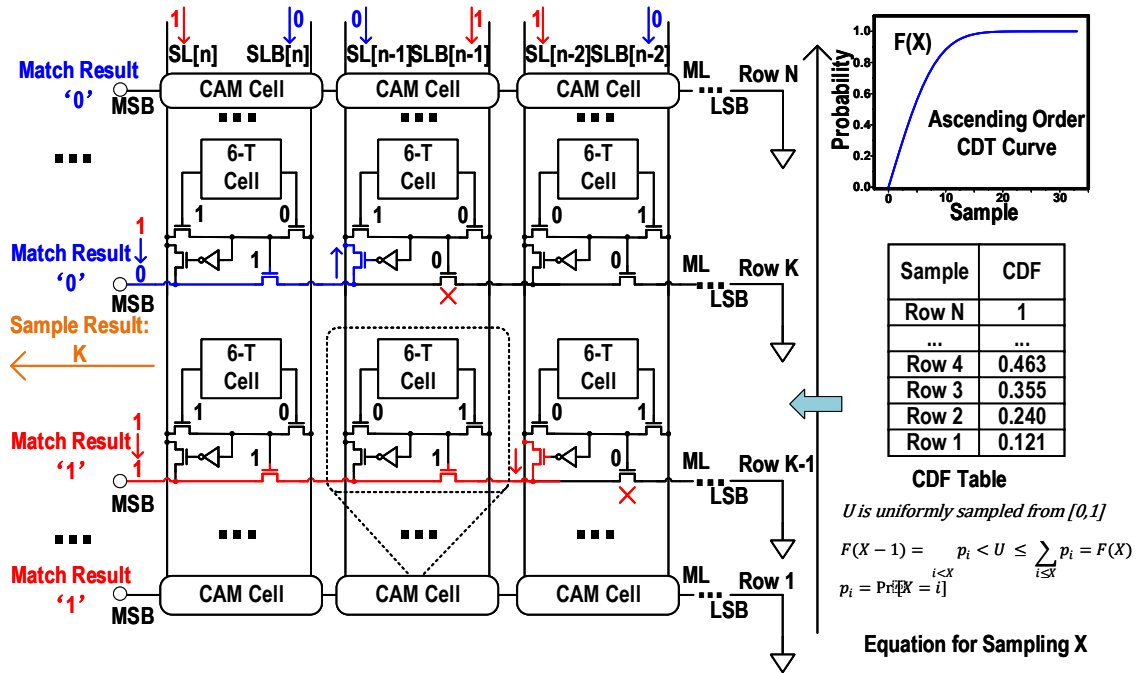 1 0 0 1 1 0
SL[n] SLB[n] SL[n-1] SLB[n-1] SL[n-2] SLB[n-2]
Match Result
‘0’
MSB
CAM Cell CAM Cell CAM Cell
ML
LSB
Row N
... ... ...
...
6-T
Cell
6-T
Cell
6-T
Cell
1 0 1 0 0 1
Match Result
‘0’
MSB
1
0
1 0 0
ML
LSB
Row K
Sample Result:
K
6-T
Cell
6-T
Cell
6-T
Cell
1 0 0 1 0 1
Match Result
‘1’
MSB
1
1
1 1 0
ML
LSB
Row K-1
... ... ...
...
Match Result
‘1’
MSB
CAM Cell CAM Cell CAM Cell
ML
LSB
Row 1
F(X)
Ascending Order
CDT Curve
Probability
1.0
0.8
0.6
0.4
0.2
0.0
0 10 20 30
Sample
Sample CDF
Row N 1
... ...
Row 4 0.463
Row 3 0.355
Row 2 0.240
Row 1 0.121
CDF Table
U is uniformly sampled from [0,1]
F(X − 1) = i<X p_i < U ≤ ∑ i≤X p_i = F(X)
p_i = Pr[X = i]
Equation for Sampling X